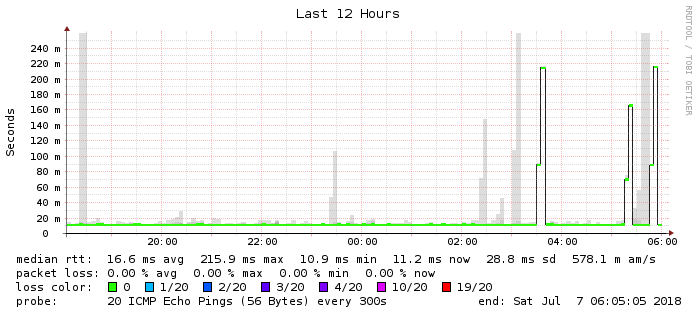 Last 12 Hours
RRDTOOL / TOBI OETIKER
Seconds
240 m
220 m
200 m
180 m
160 m
140 m
120 m
100 m
80 m
60 m
40 m
20 m
0
20:00 22:00 00:00 02:00 04:00 06:00
median rtt: 16.6 ms avg 215.9 ms max 10.9 ms min 11.2 ms now 28.8 ms sd 578.1 m am/s
packet loss: 0.00 % avg 0.00 % max 0.00 % min 0.00 % now
loss color: 0 1/20 2/20 3/20 4/20 10/20 19/20
probe: 20 ICMP Echo Pings (56 Bytes) every 300s end: Sat Jul 7 06:05:05 2018